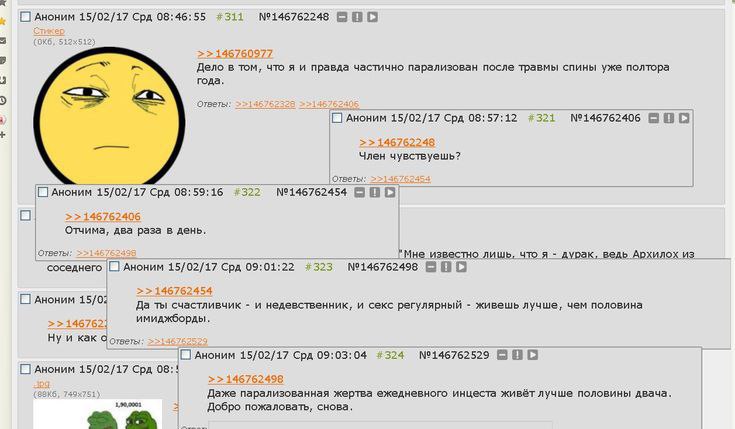 Аноним 15/02/17 Срд 08:46:55 #311 №146762248
Стикер
(0Кб, 512x512)
>>146760977
Дело в том, что я и правда частично парализован после травмы спины уже полтора
года.
Ответы: >>146762328 >>146762406
Аноним 15/02/17 Срд 08:57:12 #321 №146762406
>>146762248
Член чувствуешь?
Ответы: >>146762454
Аноним 15/02/17 Срд 08:59:16 #322 №146762454
>>146762406
Отчима, два раза в день.
Ответы: >>146762498
"Мне известно лишь, что я - дурак, ведь Архилох из
соседнего
Аноним 15/02/17 Срд 09:01:22 #323 №146762498
>>146762454
Да ты счастливчик - и недевственник, и секс регулярный - живешь лучше, чем половина
имиджборды.
Ответы: >>146762529
Аноним 15/02
>>146762
Ну и как о
Аноним 15/02/17 Срд 09:03:04 #324 №146762529
>>146762498
Даже парализованная жертва ежедневного инцеста живёт лучше половины двача.
Добро пожаловать, снова.
Ответы:
Аноним 15/02/17 Срд 08:5
.jpg
(88Кб, 749x751)
1,90,0001